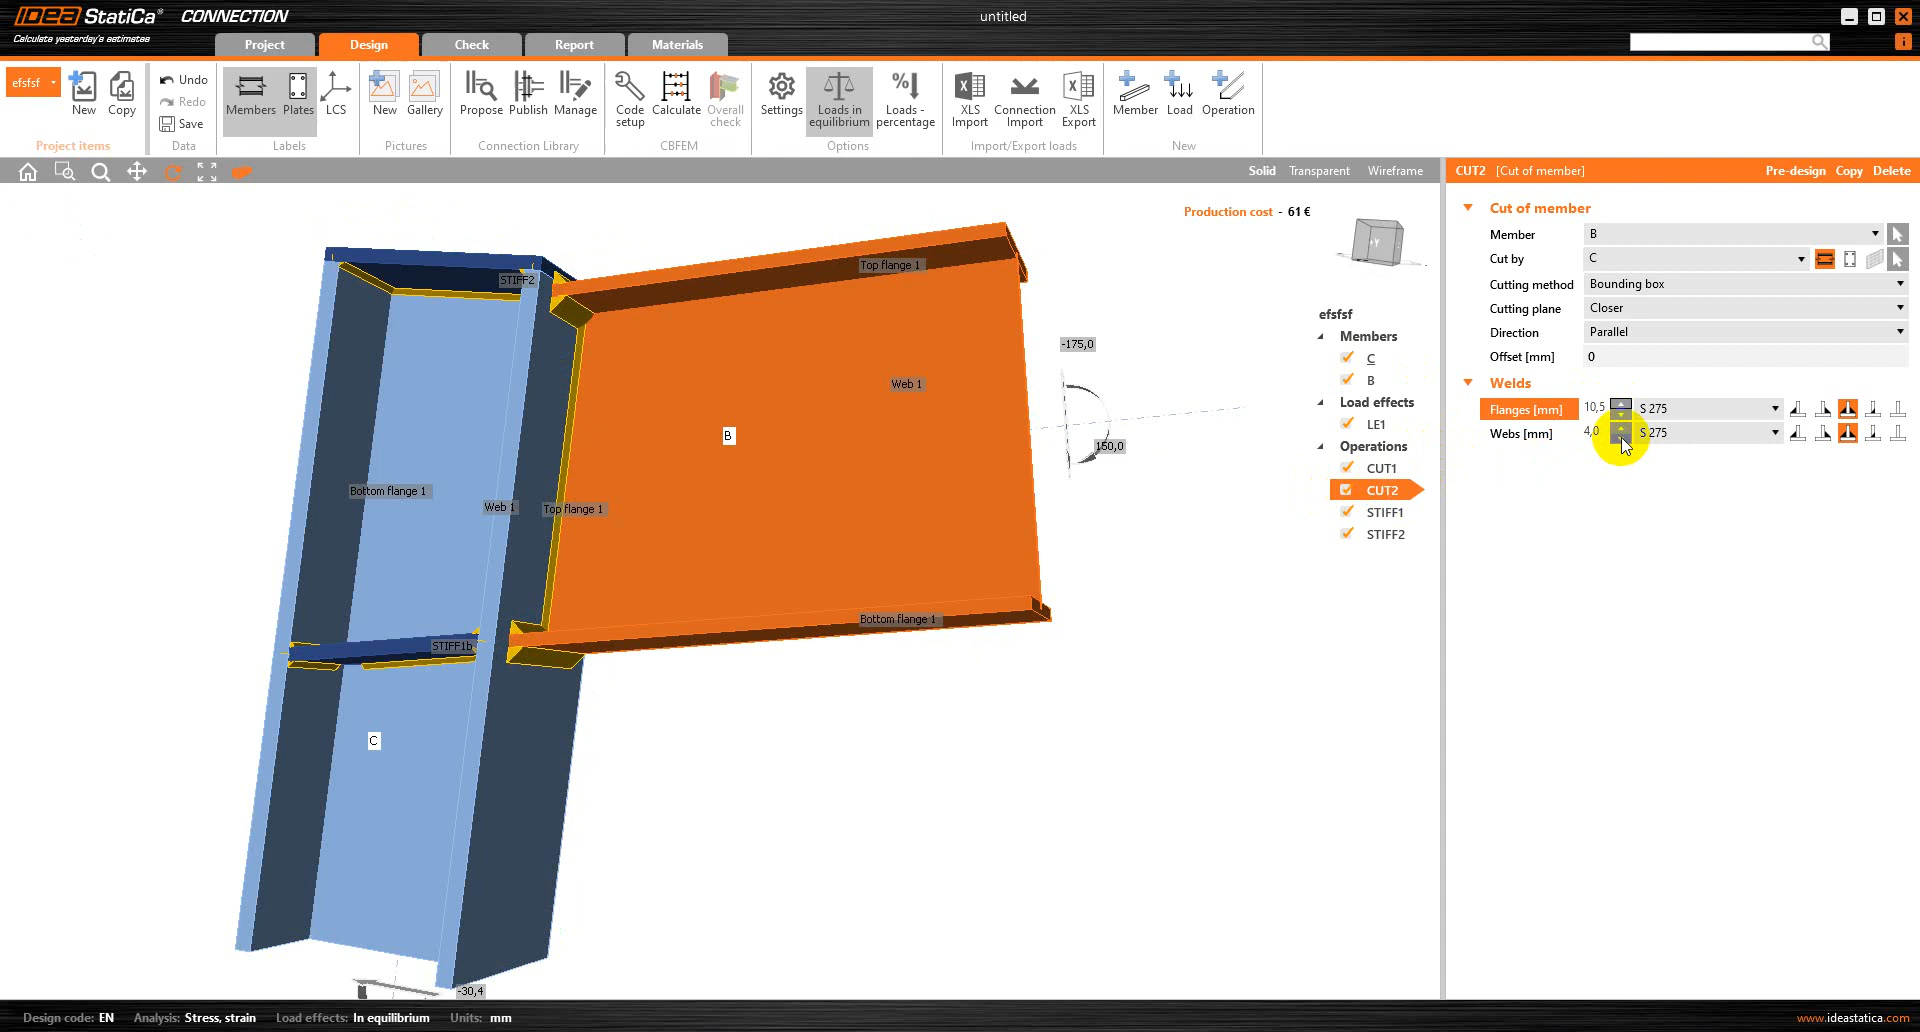 IDEA StatiCa® CONNECTION
Calculate yesterday's estimates
untitled
Project
Design
Check
Report
Materials
efsfsf
New
Copy
Undo
Redo
Save
Members
Plates
LCS
New
Gallery
Propose
Publish
Manage
Code setup
Calculate
Overall check
Settings
Loads in equilibrium
Loads - percentage
XLS Import
Connection Import
XLS Export
Member
Load
Operation
Project items
Data
Labels
Pictures
Connection Library
CBFEM
Options
Import/Export loads
New
Solid
Transparent
Wireframe
Production cost - 61 €
+Y
STIFF2
Top flange 1
Web 1
B
Bottom flange 1
Web 1
Top flange 1
Bottom flange 1
STIFF1b
C
-175,0
150,0
-30,4
efsfsf
Members
C
B
Load effects
LE1
Operations
CUT1
CUT2
STIFF1
STIFF2
CUT2 [Cut of member]
Pre-design Copy Delete
Cut of member
Member B
Cut by C
Cutting method Bounding box
Cutting plane Closer
Direction Parallel
Offset [mm] 0
Welds
Flanges [mm] 10,5 S 275
Webs [mm] 4,0 S 275
Design code: EN Analysis: Stress, strain Load effects: In equilibrium Units: mm
www.ideastatica.com